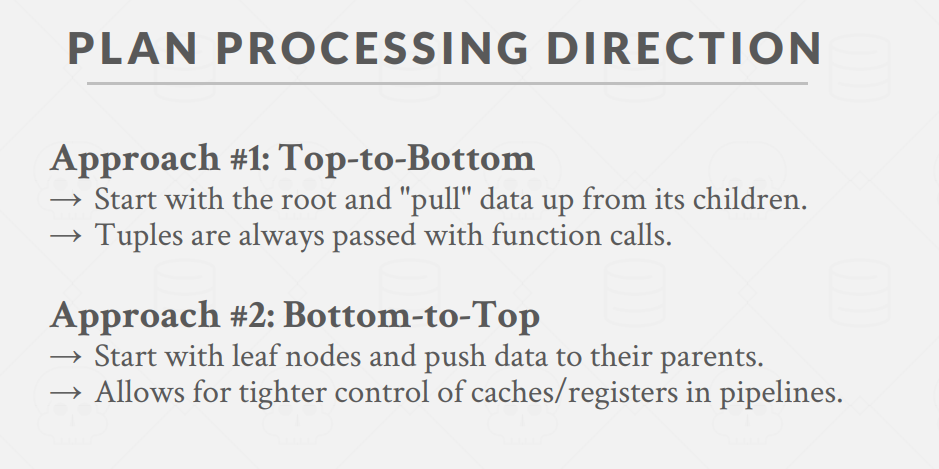 PLAN PROCESSING DIRECTION
Approach #1: Top-to-Bottom
→ Start with the root and "pull" data up from its children.
→ Tuples are always passed with function calls.
Approach #2: Bottom-to-Top
→ Start with leaf nodes and push data to their parents.
→ Allows for tighter control of caches/registers in pipelines.